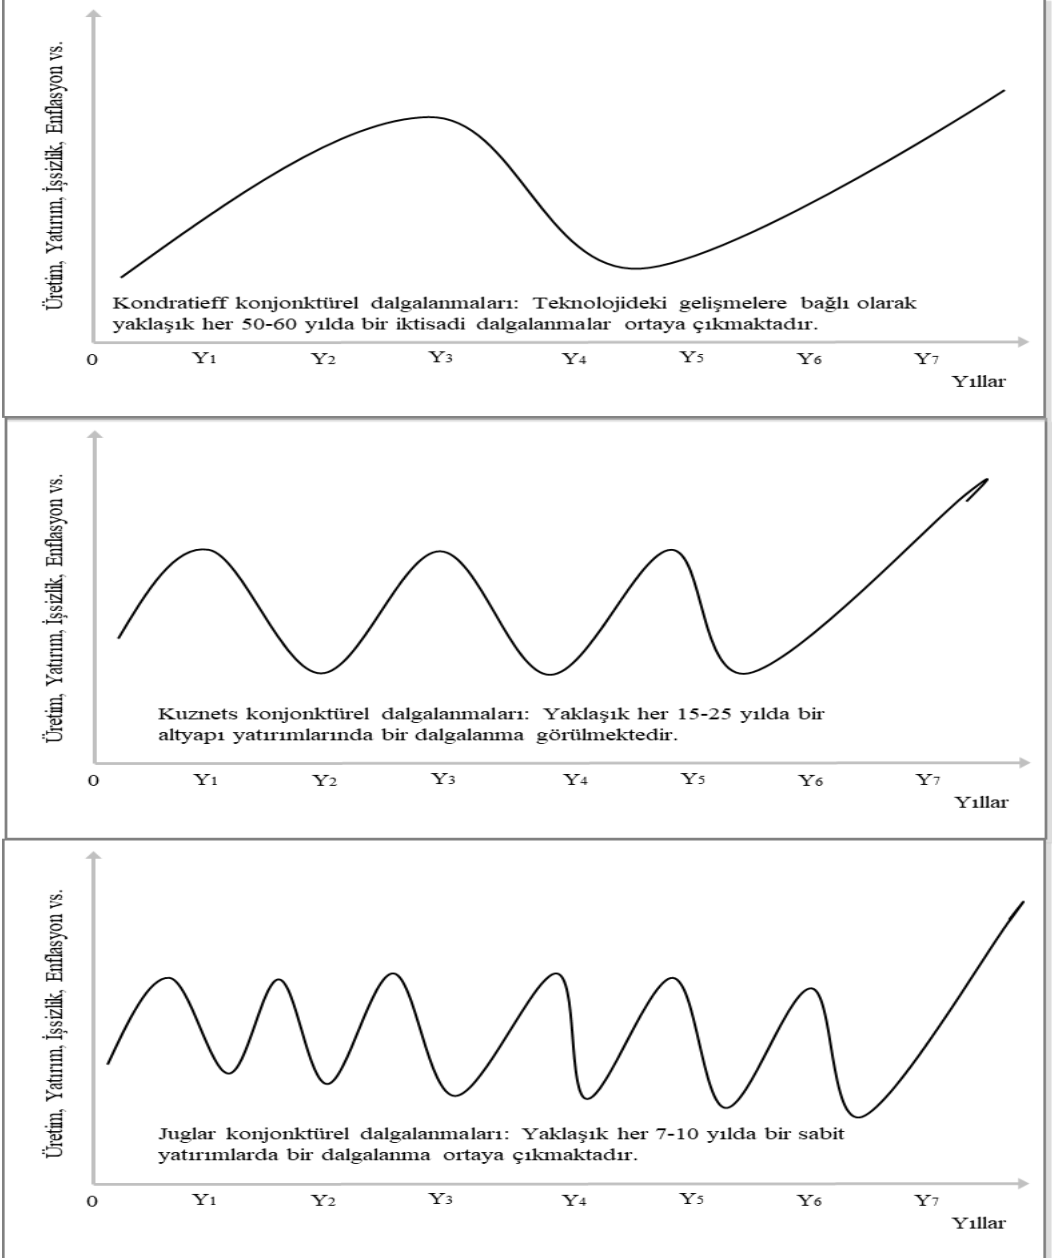 Üretim, Yatırım, İşsizlik, Enflasyon vs.
Kondratieff konjonktürel dalgalanmaları: Teknolojideki gelişmelere bağlı olarak
yaklaşık her 50-60 yılda bir iktisadi dalgalanmalar ortaya çıkmaktadır.
0 Y1 Y2 Y3 Y4 Y5 Y6 Y7
Yıllar
Üretim, Yatırım, İşsizlik, Enflasyon vs.
Kuznets konjonktürel dalgalanmaları: Yaklaşık her 15-25 yılda bir
altyapı yatırımlarında bir dalgalanma görülmektedir.
0 Y1 Y2 Y3 Y4 Y5 Y6 Y7
Yıllar
Üretim, Yatırım, İşsizlik, Enflasyon vs.
Juglar konjonktürel dalgalanmaları: Yaklaşık her 7-10 yılda bir sabit
yatırımlarda bir dalgalanma ortaya çıkmaktadır.
0 Y1 Y2 Y3 Y4 Y5 Y6 Y7
Yıllar